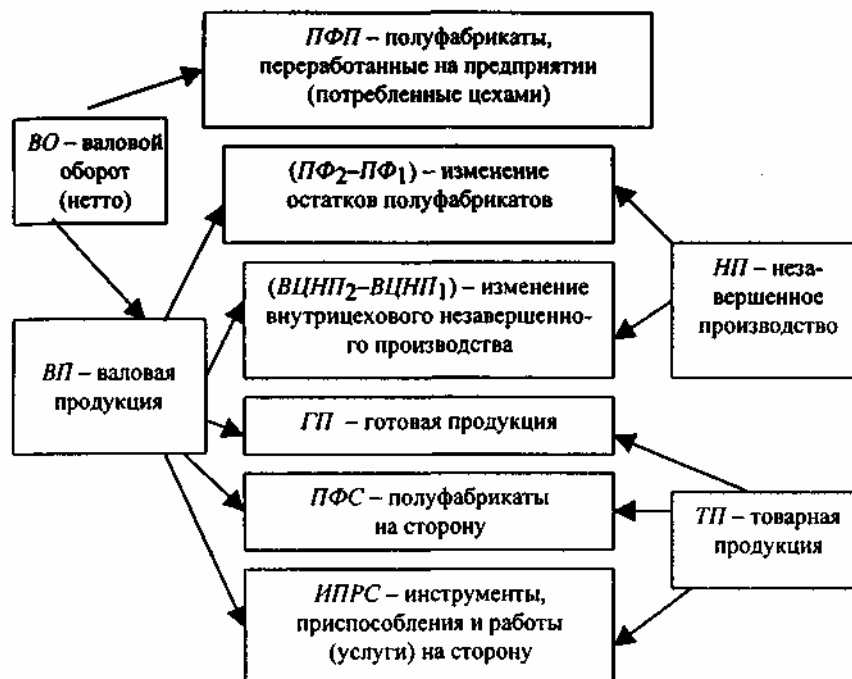 ПФП – полуфабрикаты,
переработанные на предприятии
(потребленные цехами)
ВО – валовой
оборот
(нетто)
(ПФ₂–ПФ₁) – изменение
остатков полуфабрикатов
(ВЦНП₂–ВЦНП₁) – изменение
внутрицехового незавершенно-
го производства
НП – неза-
вершенное
производство
ВП – валовая
продукция
ГП – готовая продукция
ПФС – полуфабрикаты
на сторону
ТП – товарная
продукция
ИПРС – инструменты,
приспособления и работы
(услуги) на сторону